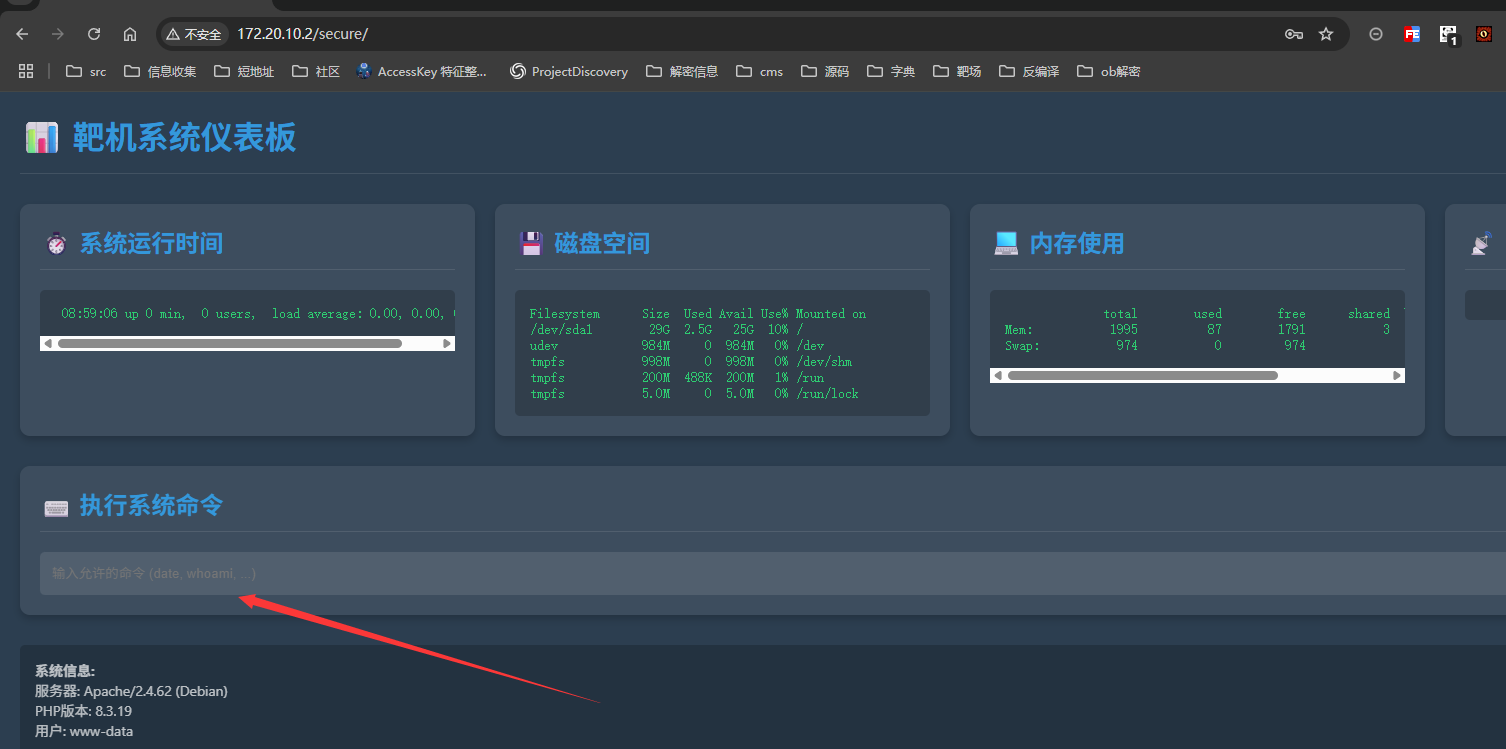 不安全 172.20.10.2/secure/
FE 1
src 信息收集 短地址 社区 AccessKey 特征整... ProjectDiscovery 解密信息 cms 源码 字典 靶场 反编译 ob解密
靶机系统仪表板
系统运行时间 磁盘空间 内存使用
08:59:06 up 0 min, 0 users, load average: 0.00, 0.00,
Filesystem Size Used Avail Use% Mounted on
/dev/sda1 29G 2.5G 25G 10% /
udev 984M 0 984M 0% /dev
tmpfs 998M 0 998M 0% /dev/shm
tmpfs 200M 488K 200M 1% /run
tmpfs 5.0M 0 5.0M 0% /run/lock
total used free shared
Mem: 1995 87 1791 3
Swap: 974 0 974
执行系统命令
输入允许的命令 (date, whoami, ...)
系统信息:
服务器: Apache/2.4.62 (Debian)
PHP版本: 8.3.19
用户: www-data